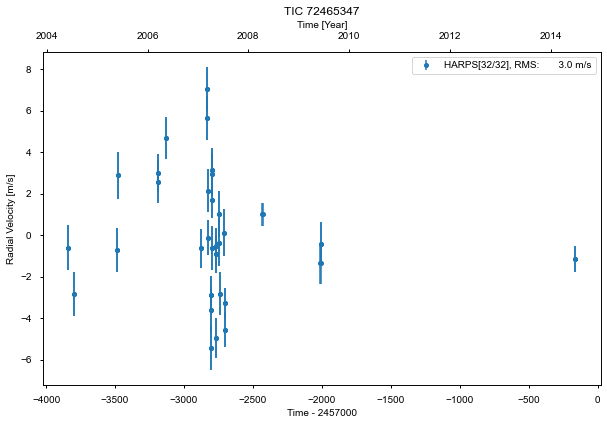 TIC 72465347
Time [Year]
2004 2006 2008 2010 2012 2014
HARPS[32/32], RMS: 3.0 m/s
8
6
4
2
0
−2
−4
−6
Radial Velocity [m/s]
−4000 −3500 −3000 −2500 −2000 −1500 −1000 −500 0
Time - 2457000